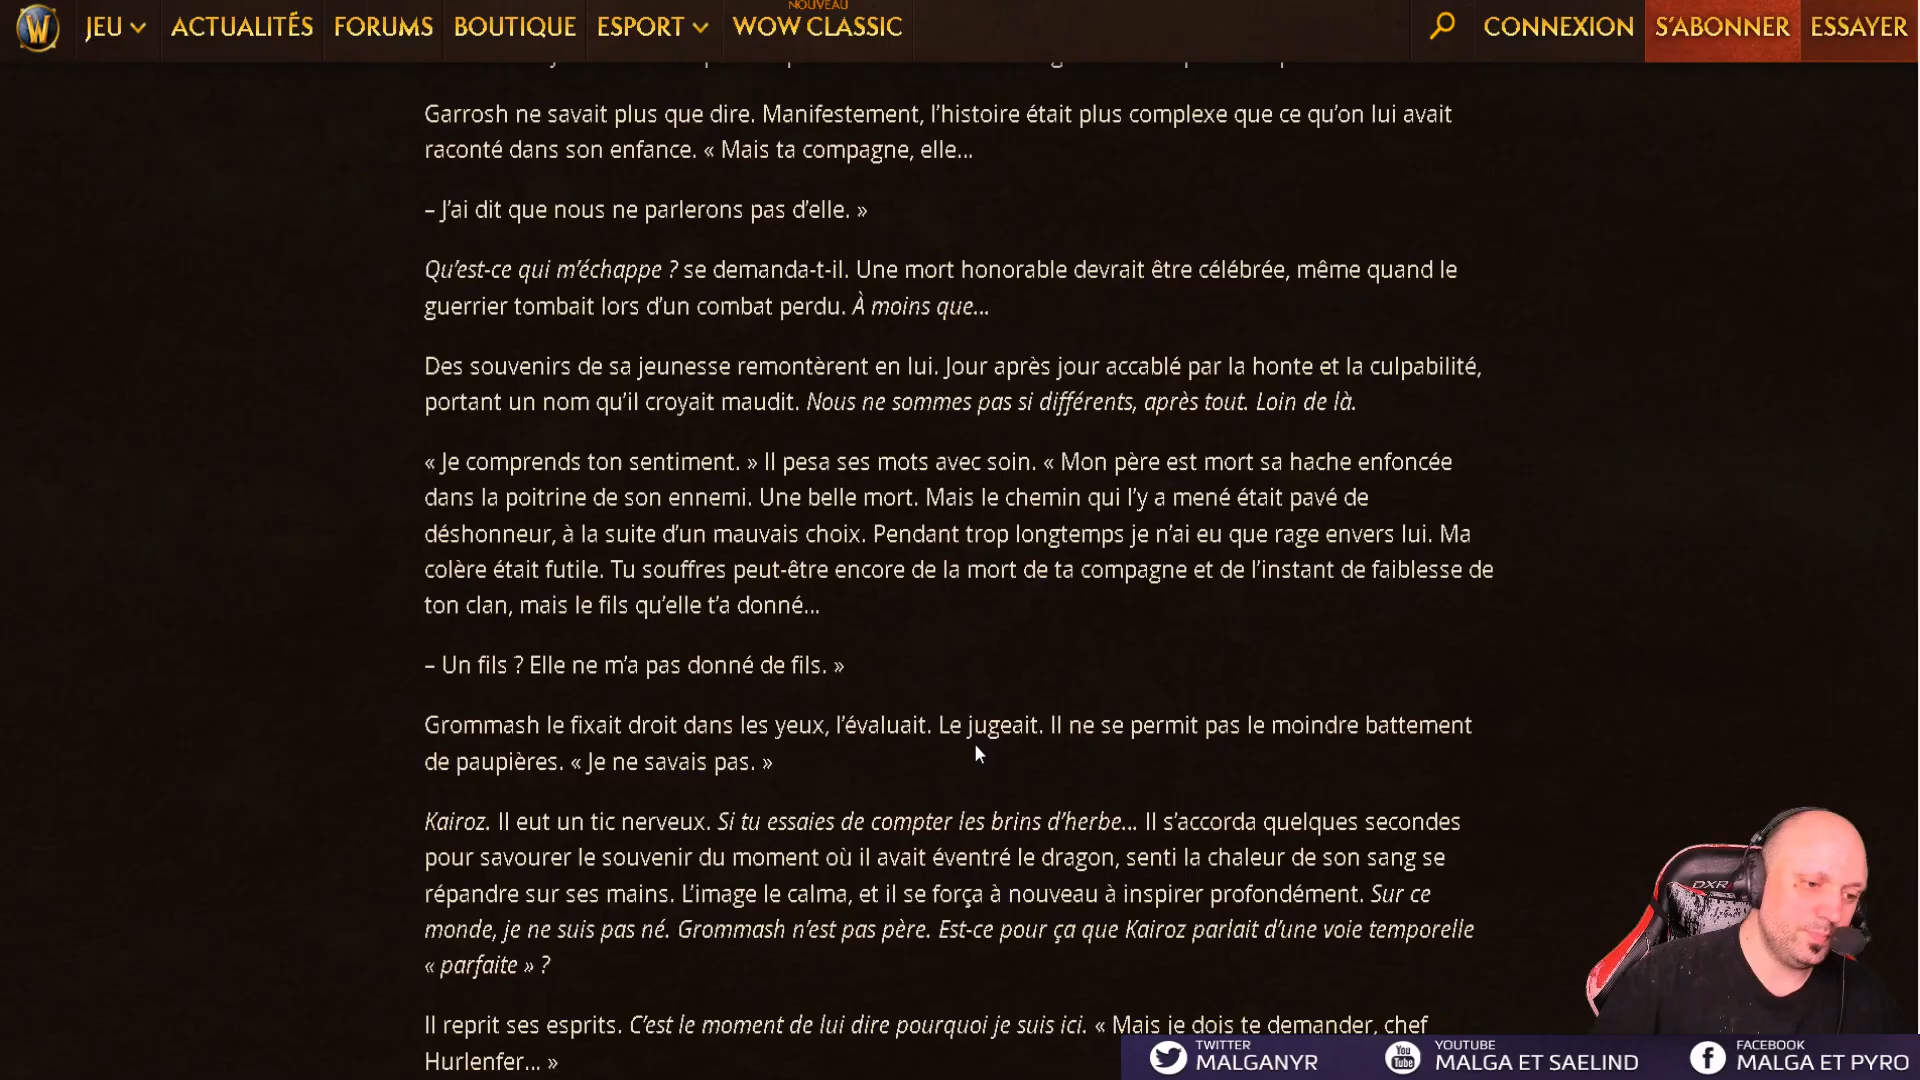 NOUVEAU
JEU ACTUALITÉS FORUMS BOUTIQUE ESPORT WOW CLASSIC CONNEXION S'ABONNER ESSAYER
Garrosh ne savait plus que dire. Manifestement, l'histoire était plus complexe que ce qu'on lui avait
raconté dans son enfance. « Mais ta compagne, elle...
– J'ai dit que nous ne parlerons pas d'elle. »
Qu'est-ce qui m'échappe ? se demanda-t-il. Une mort honorable devrait être célébrée, même quand le
guerrier tombait lors d'un combat perdu. À moins que...
Des souvenirs de sa jeunesse remontèrent en lui. Jour après jour accablé par la honte et la culpabilité,
portant un nom qu'il croyait maudit. Nous ne sommes pas si différents, après tout. Loin de là.
« Je comprends ton sentiment. » Il pesa ses mots avec soin. « Mon père est mort sa hache enfoncée
dans la poitrine de son ennemi. Une belle mort. Mais le chemin qui l'y a mené était pavé de
déshonneur, à la suite d'un mauvais choix. Pendant trop longtemps je n'ai eu que rage envers lui. Ma
colère était futile. Tu souffres peut-être encore de la mort de ta compagne et de l'instant de faiblesse de
ton clan, mais le fils qu'elle t'a donné...
– Un fils ? Elle ne m'a pas donné de fils. »
Grommash le fixait droit dans les yeux, l'évaluait. Le jugeait. Il ne se permit pas le moindre battement
de paupières. « Je ne savais pas. »
Kairoz. Il eut un tic nerveux. Si tu essaies de compter les brins d'herbe... Il s'accorda quelques secondes
pour savourer le souvenir du moment où il avait éventré le dragon, senti la chaleur de son sang se
répandre sur ses mains. L'image le calma, et il se força à nouveau à inspirer profondément. Sur ce
monde, je ne suis pas né. Grommash n'est pas père. Est-ce pour ça que Kairoz parlait d'une voie temporelle
« parfaite » ?
Il reprit ses esprits. C'est le moment de lui dire pourquoi je suis ici. « Mais je dois te demander, chef
Hurlenfer... »
DXR
TWITTER
MALGANYR
You Tube
YOUTUBE
MALGA ET SAELIND
FACEBOOK
MALGA ET PYRO